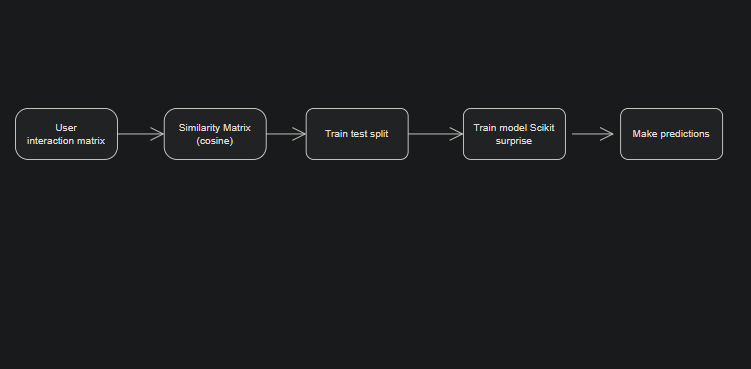 User
interaction matrix
Similarity Matrix
(cosine)
Train test split
Train model Scikit
surprise
Make predictions